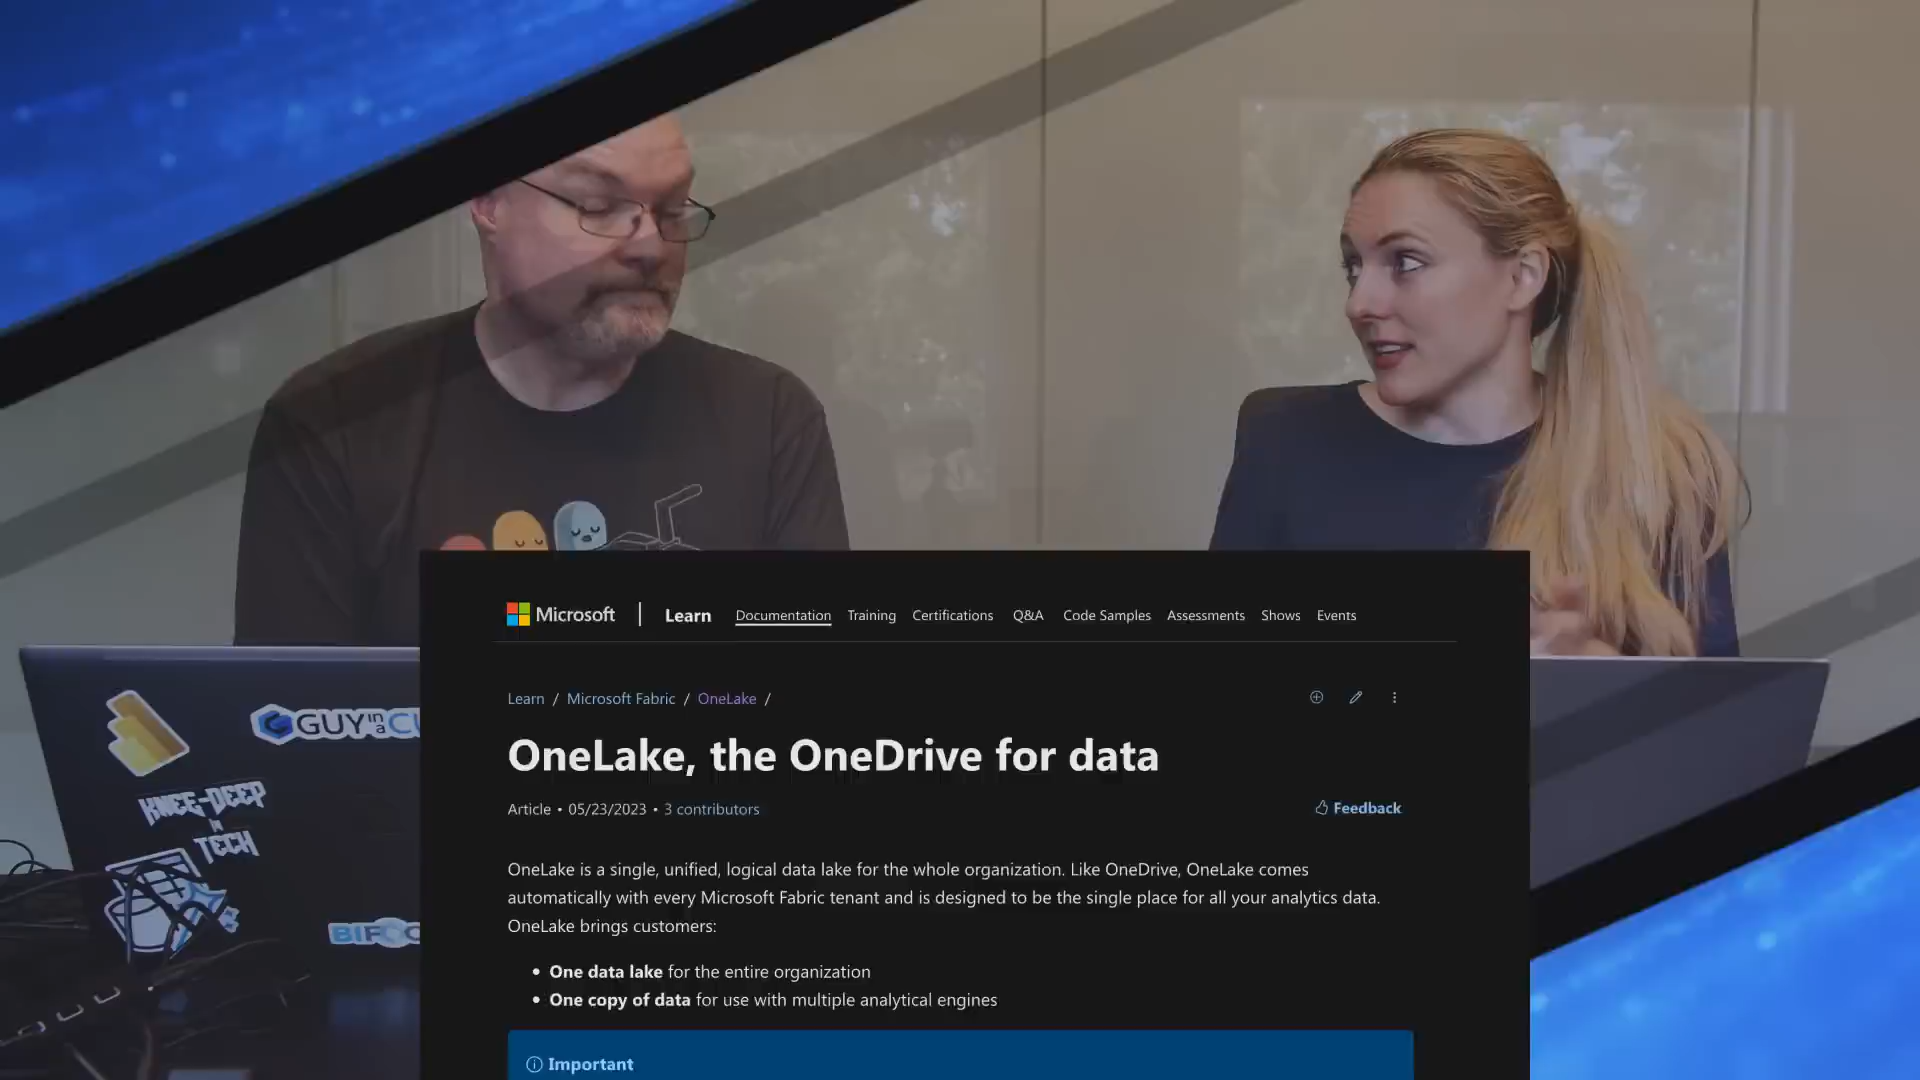 Microsoft | Learn Documentation Training Certifications Q&A Code Samples Assessments Shows Events
Learn / Microsoft Fabric / OneLake /
OneLake, the OneDrive for data
Article • 05/23/2023 • 3 contributors
Feedback
OneLake is a single, unified, logical data lake for the whole organization. Like OneDrive, OneLake comes
automatically with every Microsoft Fabric tenant and is designed to be the single place for all your analytics data.
OneLake brings customers:
• One data lake for the entire organization
• One copy of data for use with multiple analytical engines
Important
GUY in a CU
KNEE-DEEP
IN
TECH